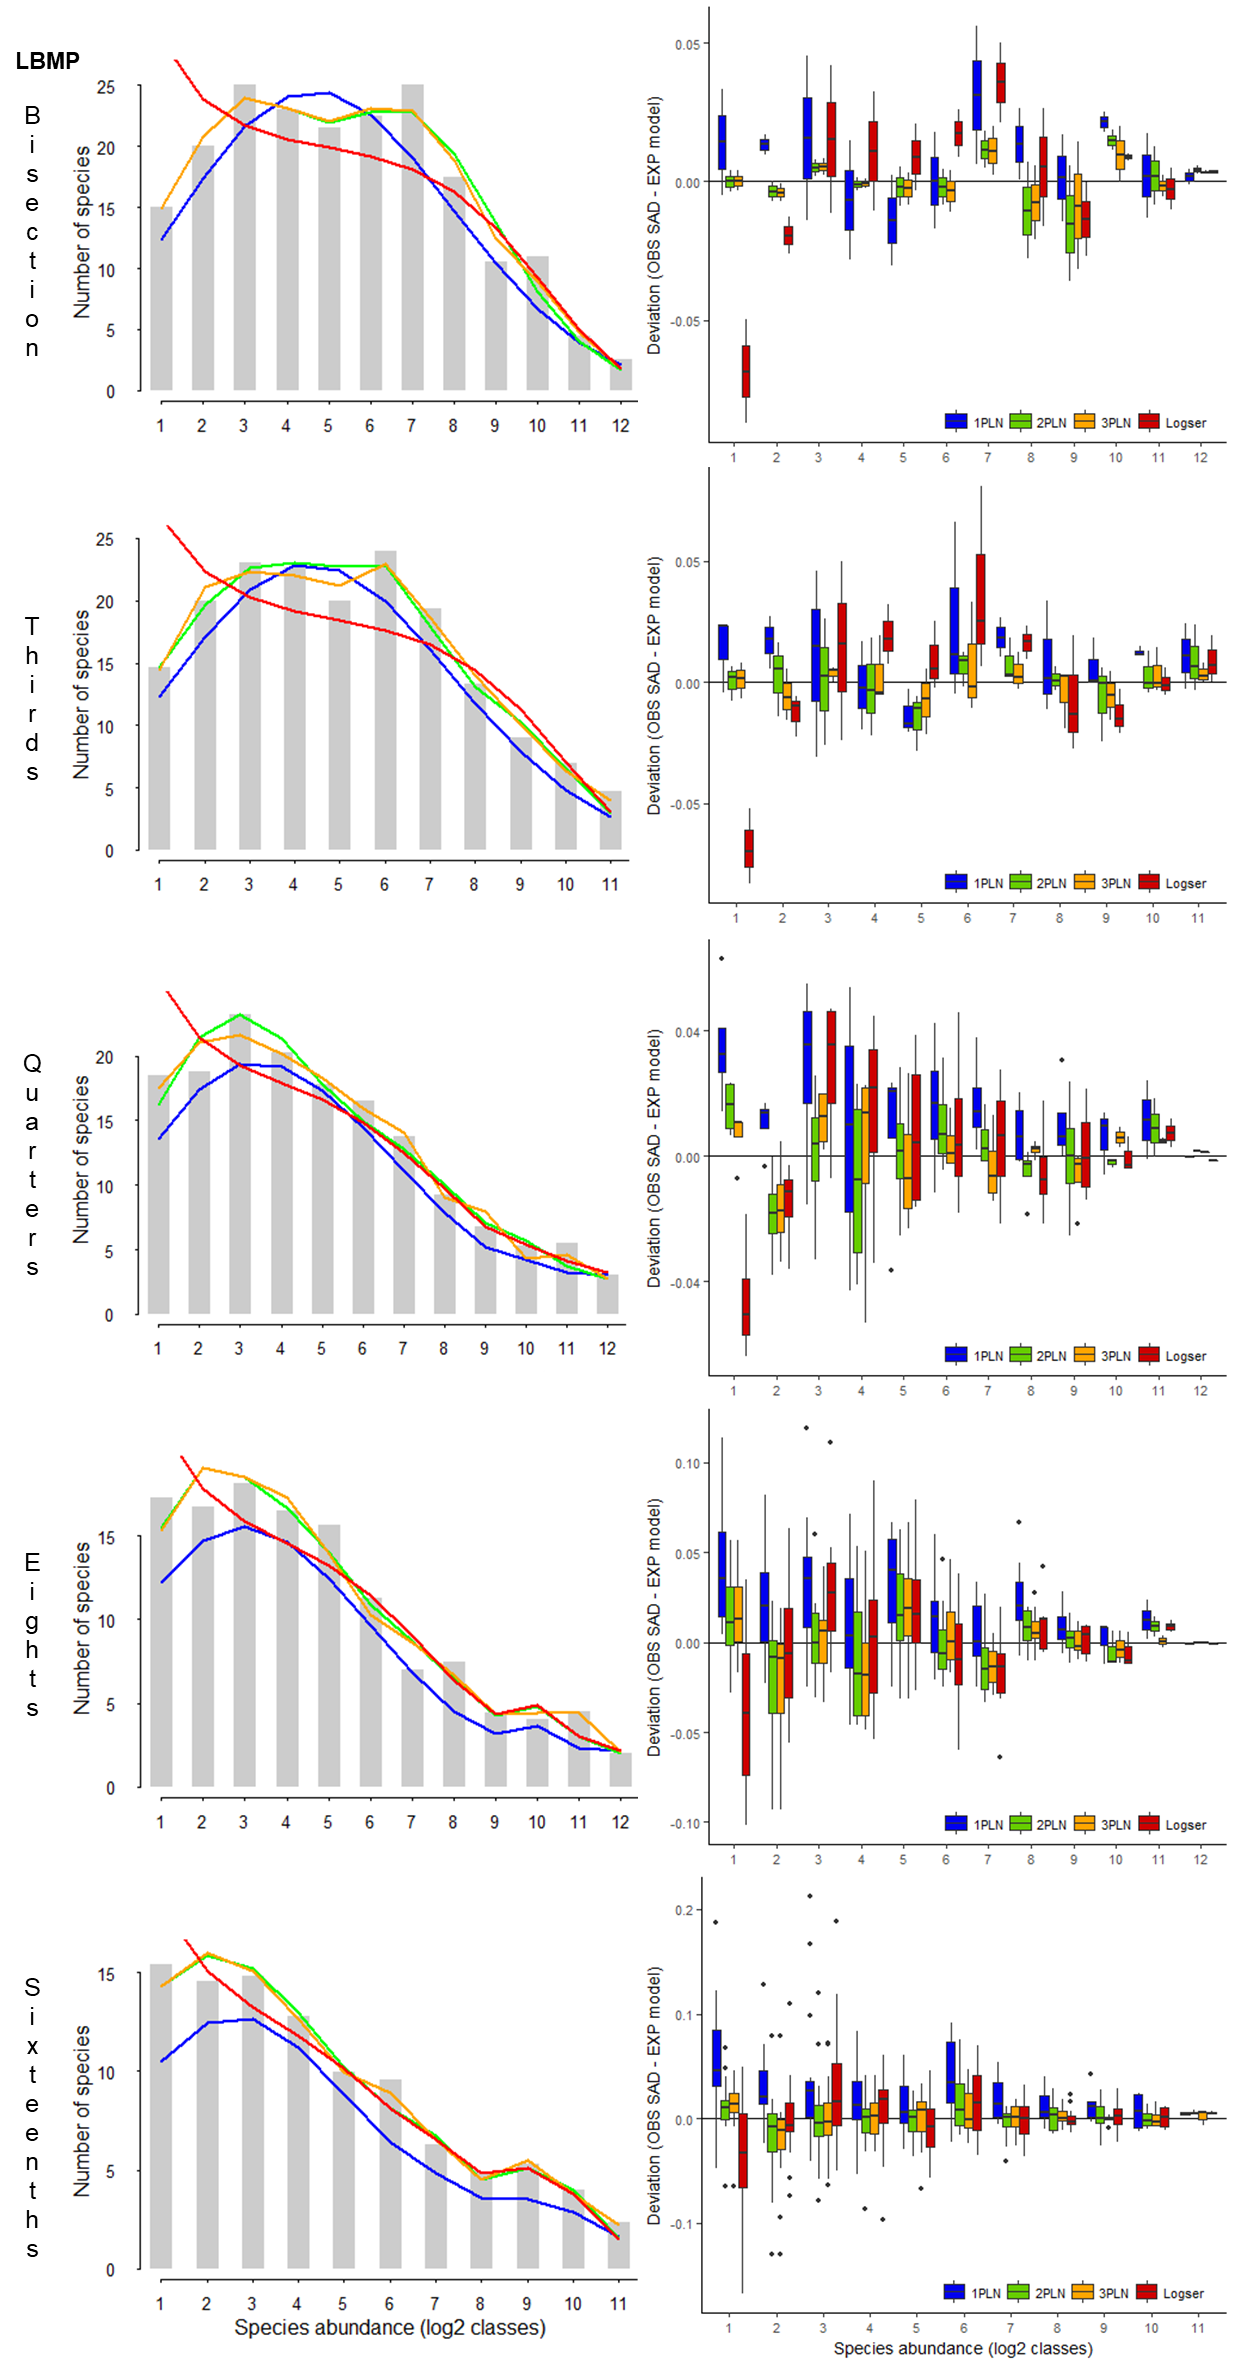 LBMP
Bisection
Number of species
25
20
15
10
5
0
1 2 3 4 5 6 7 8 9 10 11 12
Deviation (OBS SAD - EXP model)
0.05
0.00
-0.05
1PLN 2PLN 3PLN Logser
1 2 3 4 5 6 7 8 9 10 11 12
Thirds
Number of species
25
20
15
10
5
0
1 2 3 4 5 6 7 8 9 10 11
Deviation (OBS SAD - EXP model)
0.05
0.00
-0.05
1PLN 2PLN 3PLN Logser
1 2 3 4 5 6 7 8 9 10 11
Quarters
Number of species
20
15
10
5
0
1 2 3 4 5 6 7 8 9 10 11 12
Deviation (OBS SAD - EXP model)
0.04
0.00
-0.04
1PLN 2PLN 3PLN Logser
1 2 3 4 5 6 7 8 9 10 11 12
Eights
Number of species
15
10
5
0
1 2 3 4 5 6 7 8 9 10 11 12
Deviation (OBS SAD - EXP model)
0.10
0.05
0.00
-0.05
-0.10
1PLN 2PLN 3PLN Logser
1 2 3 4 5 6 7 8 9 10 11 12
Sixteenths
Number of species
15
10
5
0
1 2 3 4 5 6 7 8 9 10 11
Species abundance (log2 classes)
Deviation (OBS SAD - EXP model)
0.2
0.1
0.0
-0.1
1PLN 2PLN 3PLN Logser
1 2 3 4 5 6 7 8 9 10 11
Species abundance (log2 classes)